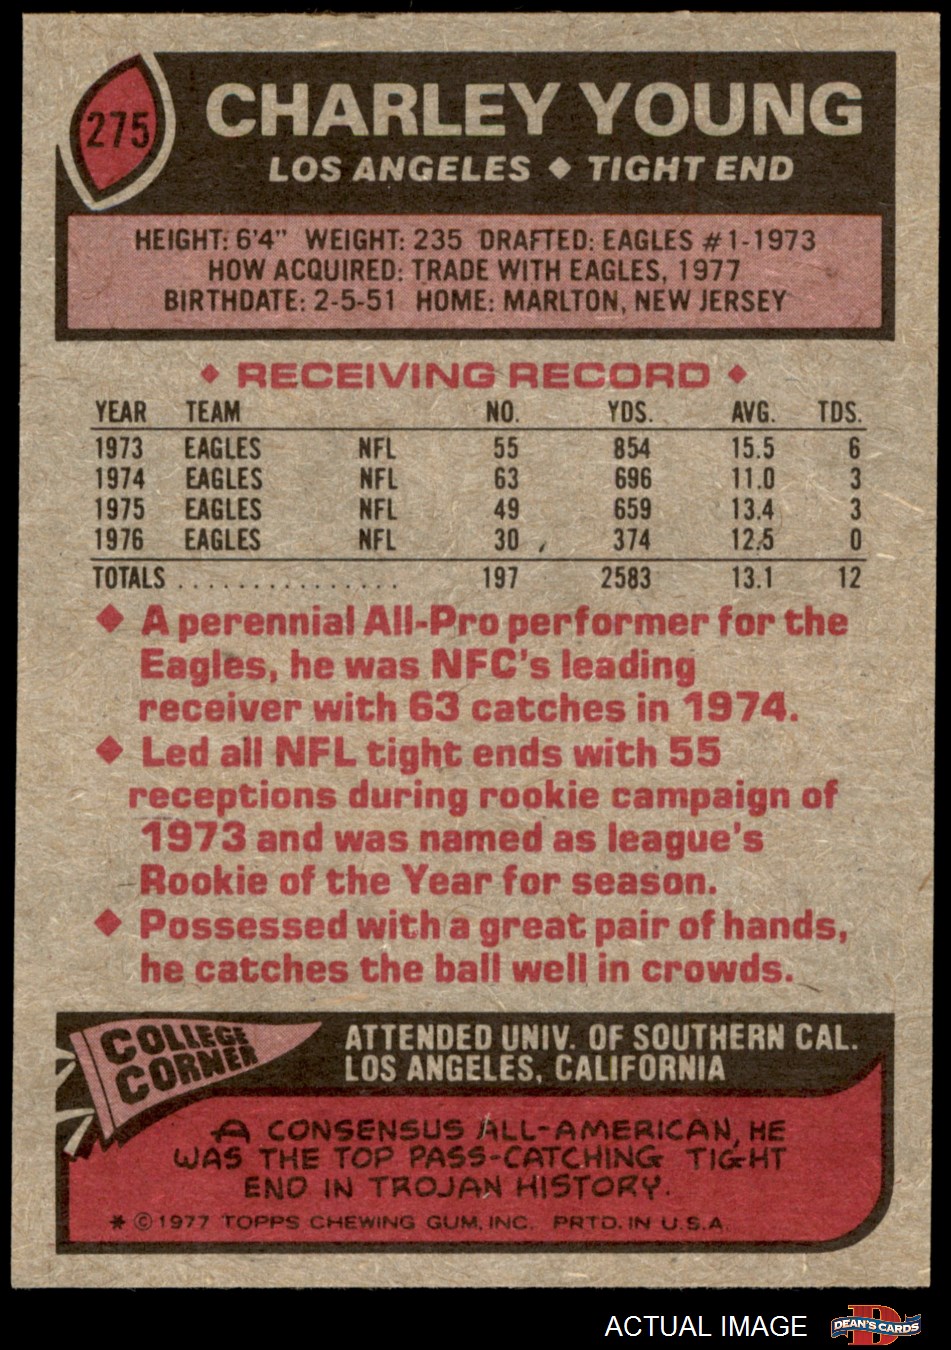 275
CHARLEY YOUNG
LOS ANGELES ◆ TIGHT END
HEIGHT: 6'4" WEIGHT: 235 DRAFTED: EAGLES #1-1973
HOW ACQUIRED: TRADE WITH EAGLES, 1977
BIRTHDATE: 2-5-51 HOME: MARLTON, NEW JERSEY
◆ RECEIVING RECORD ◆
YEAR TEAM NO. YDS. AVG. TDS.
1973 EAGLES NFL 55 854 15.5 6
1974 EAGLES NFL 63 696 11.0 3
1975 EAGLES NFL 49 659 13.4 3
1976 EAGLES NFL 30 374 12.5 0
TOTALS . . . . . . . . . . . . . . . 197 2583 13.1 12
◆ A perennial All-Pro performer for the
Eagles, he was NFC's leading
receiver with 63 catches in 1974.
◆ Led all NFL tight ends with 55
receptions during rookie campaign of
1973 and was named as league's
Rookie of the Year for season.
◆ Possessed with a great pair of hands,
he catches the ball well in crowds.
COLLEGE
CORNER
ATTENDED UNIV. OF SOUTHERN CAL.
LOS ANGELES, CALIFORNIA
A CONSENSUS ALL-AMERICAN, HE
WAS THE TOP PASS-CATCHING TIGHT
END IN TROJAN HISTORY.
* © 1977 TOPPS CHEWING GUM, INC. PRTD. IN U.S.A.
ACTUAL IMAGE
D
DEAN'S CARDS